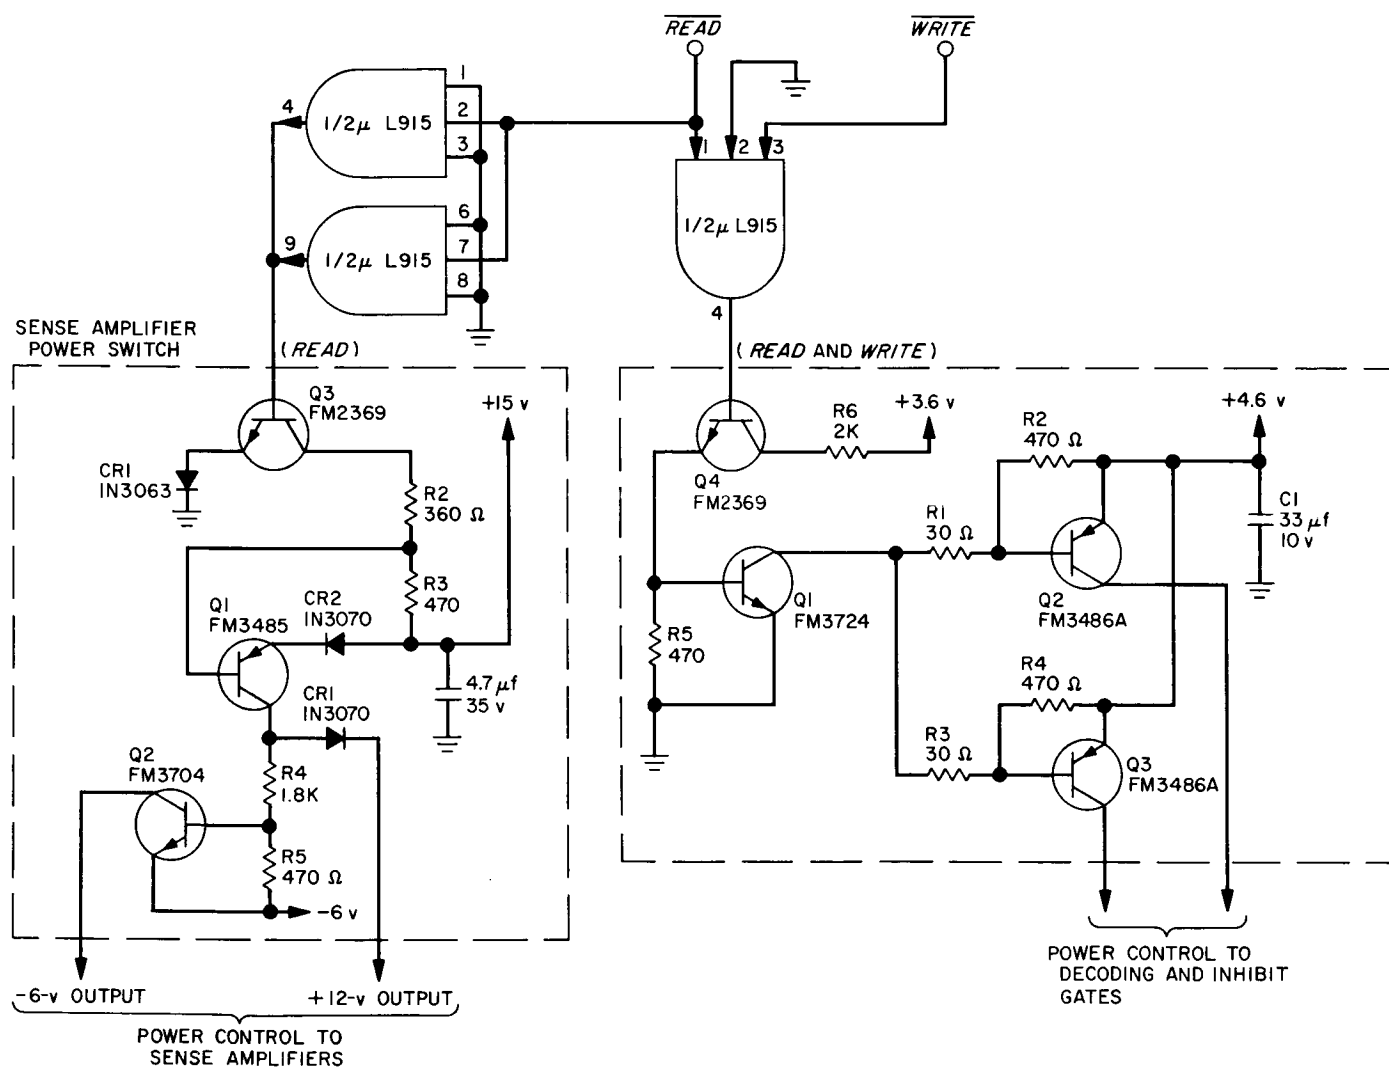 READ
WRITE
1
4
2
1/2μ L915
3
1 2 3
6
9
7
1/2μ L915
8
1/2μ L915
4
SENSE AMPLIFIER
POWER SWITCH
(READ)
(READ AND WRITE)
Q3
FM2369
+15 v
CR1
IN3063
R2
360 Ω
R3
470
Q1
FM3485
CR2
IN3070
4.7 μf
35 v
CR1
IN3070
Q2
FM3704
R4
1.8K
R5
470 Ω
-6 v
-6-v OUTPUT
+12-v OUTPUT
POWER CONTROL TO
SENSE AMPLIFIERS
R6
2K
+3.6 v
Q4
FM2369
R2
470 Ω
+4.6 v
R1
30 Ω
C1
33 μf
10 v
Q1
FM3724
Q2
FM3486A
R5
470
R4
470 Ω
R3
30 Ω
Q3
FM3486A
POWER CONTROL TO
DECODING AND INHIBIT
GATES